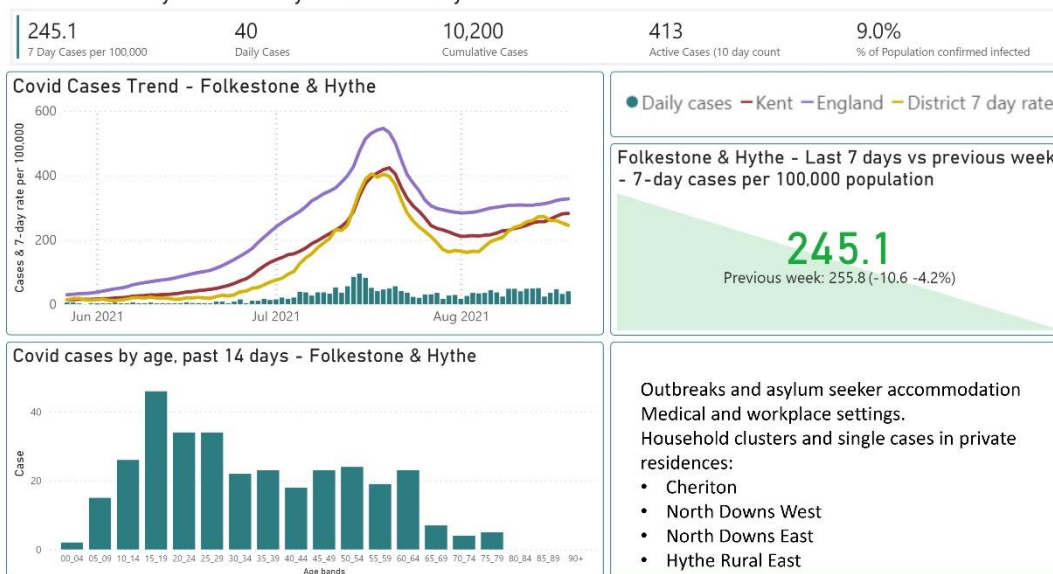 245.1
7 Day Cases per 100,000
40
Daily Cases
10,200
Cumulative Cases
413
Active Cases (10 day count
9.0%
% of Population confirmed infected
Covid Cases Trend - Folkestone & Hythe
Cases & 7-day rate per 100,000
600
400
200
0
Jun 2021
Jul 2021
Aug 2021
Daily cases
Kent
England
District 7 day rate
Folkestone & Hythe - Last 7 days vs previous week
- 7-day cases per 100,000 population
245.1
Previous week: 255.8 (-10.6 -4.2%)
Covid cases by age, past 14 days - Folkestone & Hythe
Case
40
20
0
00_04 05_09 10_14 15_19 20_24 25_29 30_34 35_39 40_44 45_49 50_54 55_59 60_64 65_69 70_74 75_79 80_84 85_89 90+
Age bands
Outbreaks and asylum seeker accommodation
Medical and workplace settings.
Household clusters and single cases in private
residences:
• Cheriton
• North Downs West
• North Downs East
• Hythe Rural East